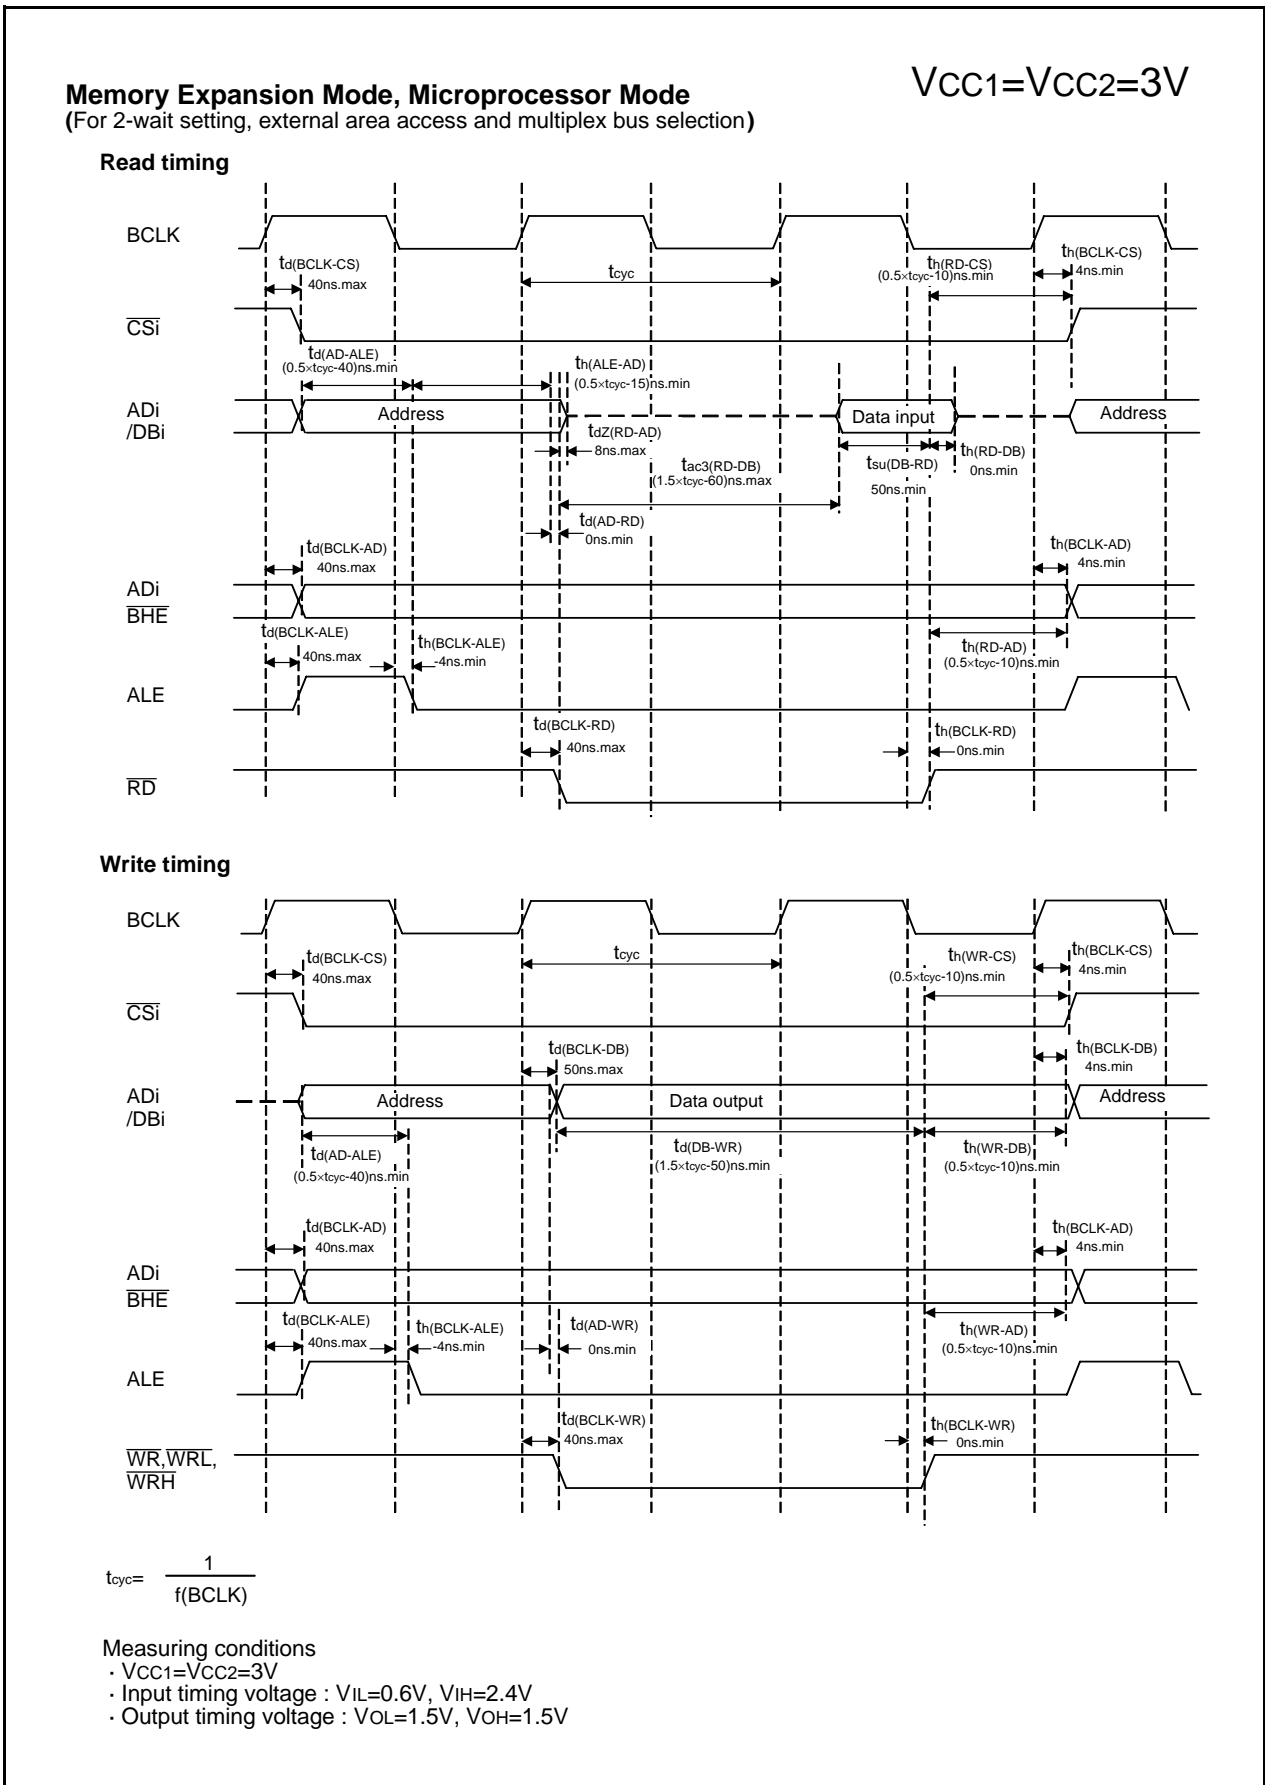 VCC1=VCC2=3V
Memory Expansion Mode, Microprocessor Mode
(For 2-wait setting, external area access and multiplex bus selection)
Read timing
BCLK
td(BCLK-CS)
40ns.max
tcyc
th(RD-CS)
(0.5×tcyc-10)ns.min
th(BCLK-CS)
4ns.min
CSi
td(AD-ALE)
(0.5×tcyc-40)ns.min
th(ALE-AD)
(0.5×tcyc-15)ns.min
ADi
/DBi
Address
Data input
Address
tdZ(RD-AD)
8ns.max
tac3(RD-DB)
(1.5×tcyc-60)ns.max
tsu(DB-RD)
50ns.min
th(RD-DB)
0ns.min
td(AD-RD)
0ns.min
td(BCLK-AD)
40ns.max
th(BCLK-AD)
4ns.min
ADi
BHE
td(BCLK-ALE)
40ns.max
th(BCLK-ALE)
-4ns.min
th(RD-AD)
(0.5×tcyc-10)ns.min
ALE
td(BCLK-RD)
40ns.max
th(BCLK-RD)
0ns.min
RD
Write timing
BCLK
td(BCLK-CS)
40ns.max
tcyc
th(WR-CS)
(0.5×tcyc-10)ns.min
th(BCLK-CS)
4ns.min
CSi
td(BCLK-DB)
50ns.max
th(BCLK-DB)
4ns.min
ADi
/DBi
Address
Data output
Address
td(AD-ALE)
(0.5×tcyc-40)ns.min
td(DB-WR)
(1.5×tcyc-50)ns.min
th(WR-DB)
(0.5×tcyc-10)ns.min
td(BCLK-AD)
40ns.max
th(BCLK-AD)
4ns.min
ADi
BHE
td(BCLK-ALE)
40ns.max
th(BCLK-ALE)
-4ns.min
td(AD-WR)
0ns.min
th(WR-AD)
(0.5×tcyc-10)ns.min
ALE
td(BCLK-WR)
40ns.max
th(BCLK-WR)
0ns.min
WR,WRL,
WRH
tcyc= 1
f(BCLK)
Measuring conditions
· VCC1=VCC2=3V
· Input timing voltage : VIL=0.6V, VIH=2.4V
· Output timing voltage : VOL=1.5V, VOH=1.5V